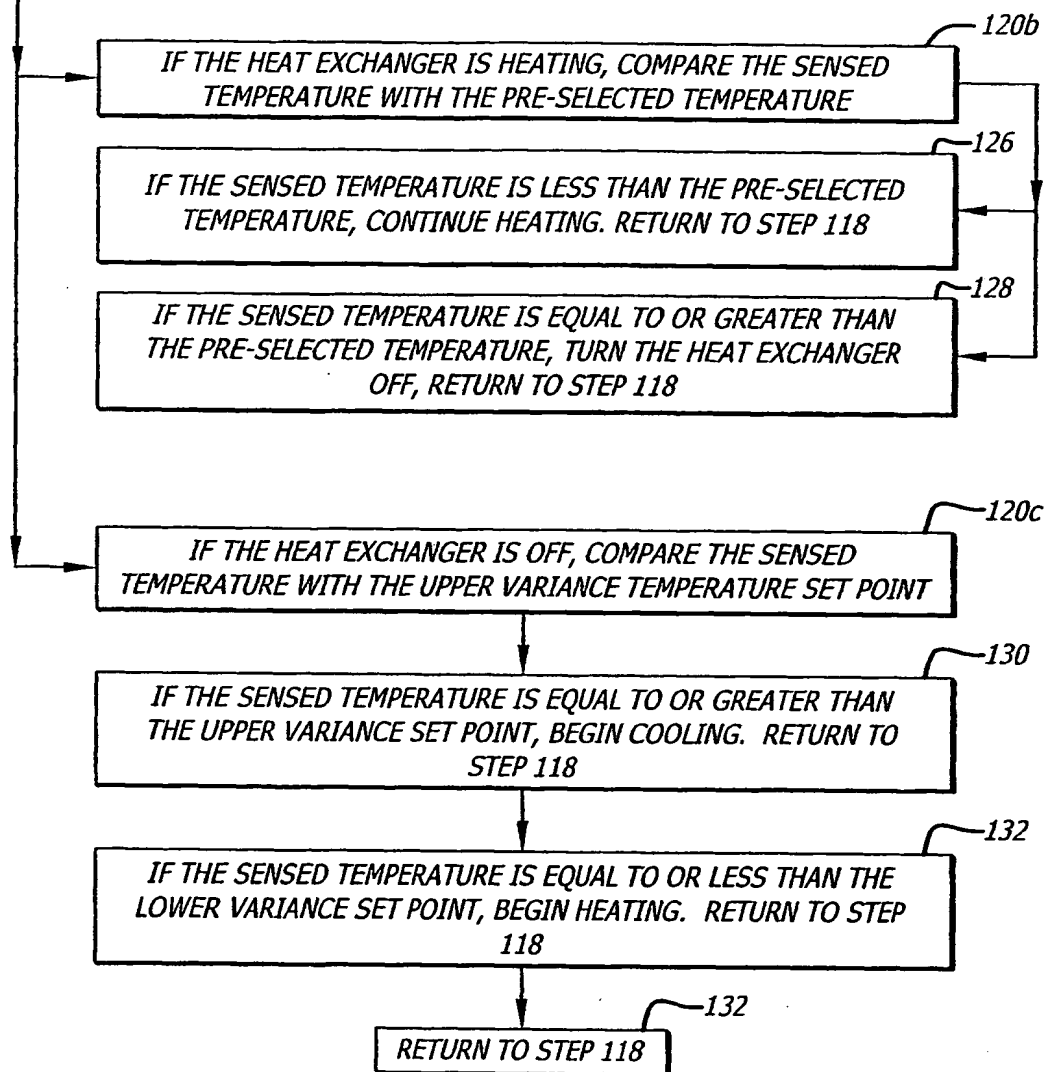 120b
IF THE HEAT EXCHANGER IS HEATING, COMPARE THE SENSED
TEMPERATURE WITH THE PRE-SELECTED TEMPERATURE
126
IF THE SENSED TEMPERATURE IS LESS THAN THE PRE-SELECTED
TEMPERATURE, CONTINUE HEATING. RETURN TO STEP 118
128
IF THE SENSED TEMPERATURE IS EQUAL TO OR GREATER THAN
THE PRE-SELECTED TEMPERATURE, TURN THE HEAT EXCHANGER
OFF, RETURN TO STEP 118
120c
IF THE HEAT EXCHANGER IS OFF, COMPARE THE SENSED
TEMPERATURE WITH THE UPPER VARIANCE TEMPERATURE SET POINT
130
IF THE SENSED TEMPERATURE IS EQUAL TO OR GREATER THAN
THE UPPER VARIANCE SET POINT, BEGIN COOLING. RETURN TO
STEP 118
132
IF THE SENSED TEMPERATURE IS EQUAL TO OR LESS THAN THE
LOWER VARIANCE SET POINT, BEGIN HEATING. RETURN TO STEP
118
132
RETURN TO STEP 118